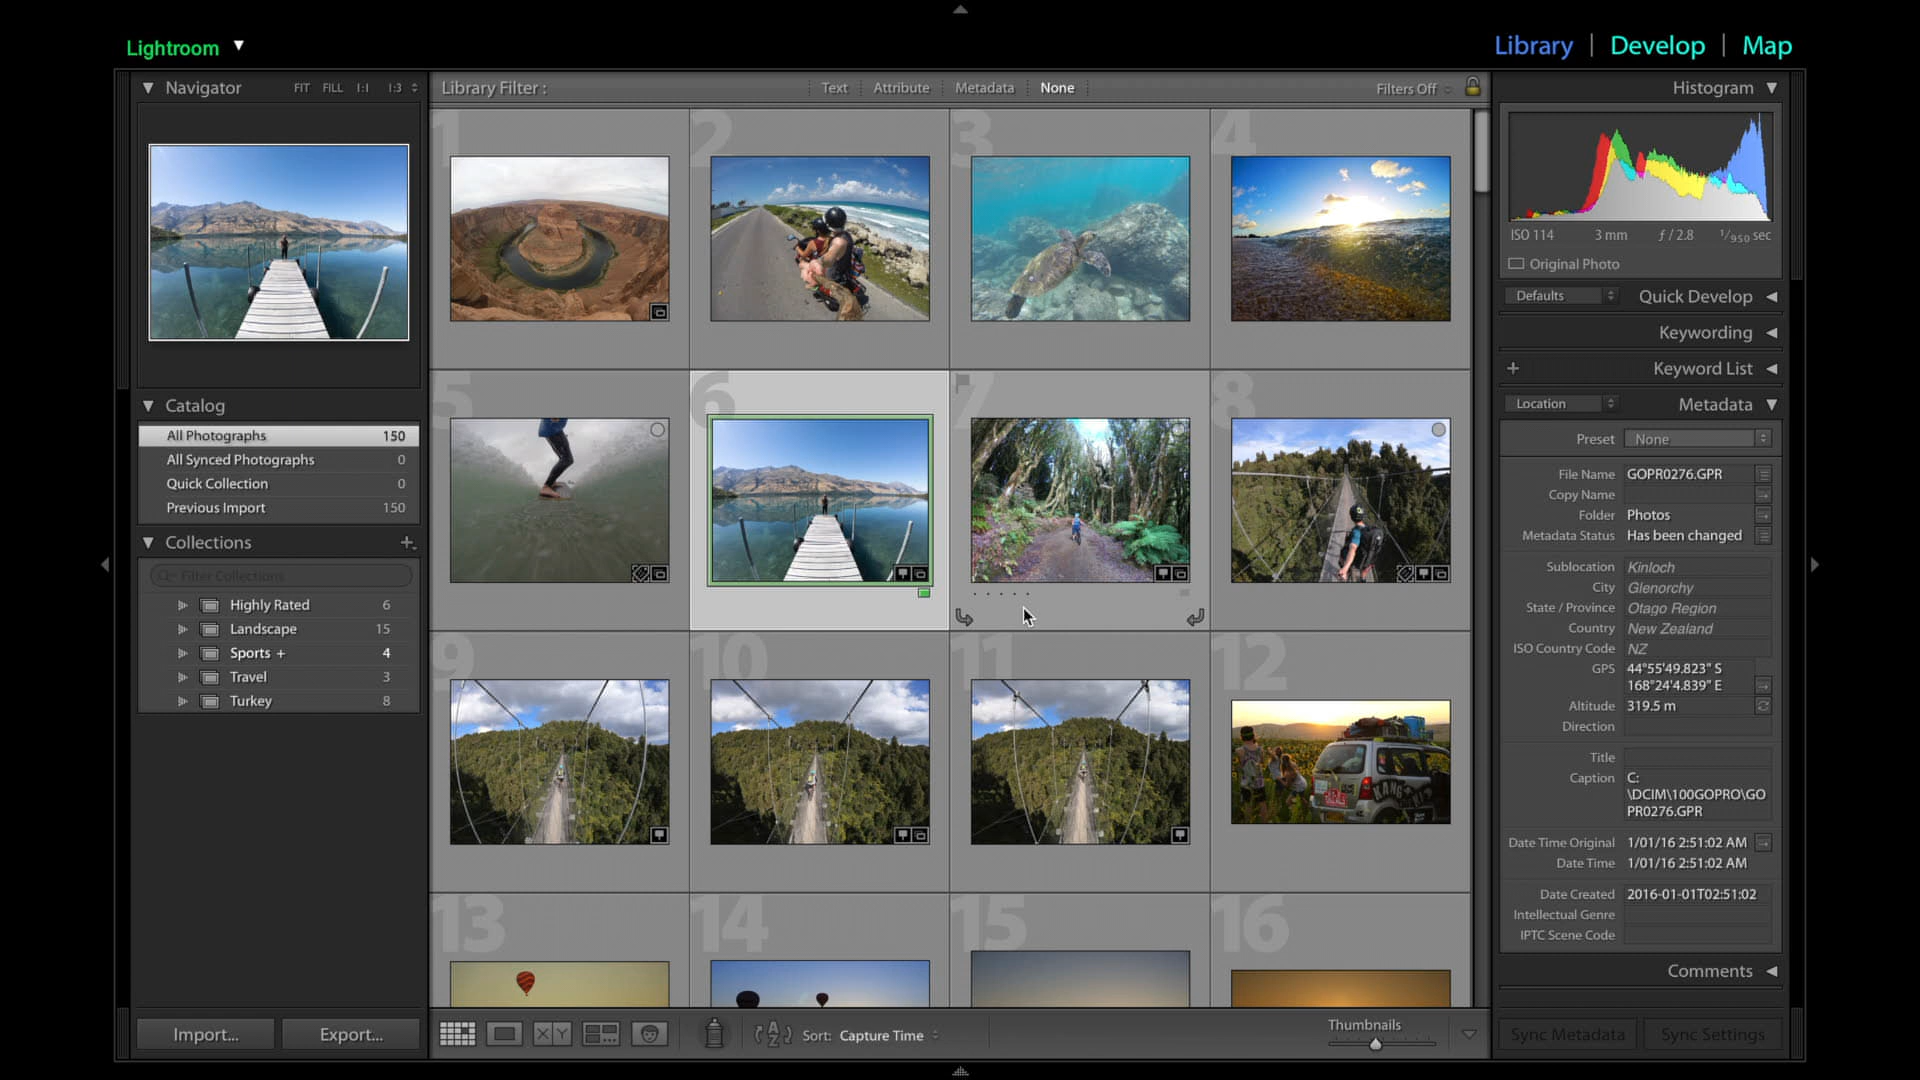 Lightroom
Library | Develop | Map
Navigator FIT FILL 1:1 1:3
Library Filter : Text Attribute Metadata None Filters Off
Histogram
ISO 114 3 mm ƒ / 2.8 1/950 sec
Original Photo
Defaults Quick Develop
Keywording
Keyword List
Location Metadata
Preset None
File Name GOPR0276.GPR
Copy Name
Folder Photos
Metadata Status Has been changed
Sublocation Kinloch
City Glenorchy
State / Province Otago Region
Country New Zealand
ISO Country Code NZ
GPS 44°55'49.823" S
168°24'4.839" E
Altitude 319.5 m
Direction
Title
Caption C:
\DCIM\100GOPRO\GO
PR0276.GPR
Date Time Original 1/01/16 2:51:02 AM
Date Time 1/01/16 2:51:02 AM
Date Created 2016-01-01T02:51:02
Intellectual Genre
IPTC Scene Code
Comments
Sync Metadata Sync Settings
Catalog
All Photographs 150
All Synced Photographs 0
Quick Collection 0
Previous Import 150
Collections
Filter Collections
Highly Rated 6
Landscape 15
Sports + 4
Travel 3
Turkey 8
Import... Export...
1 2 3 4
5 6 7 8
9 10 11 12
KANG
13 14 15 16
XY
Sort: Capture Time
Thumbnails